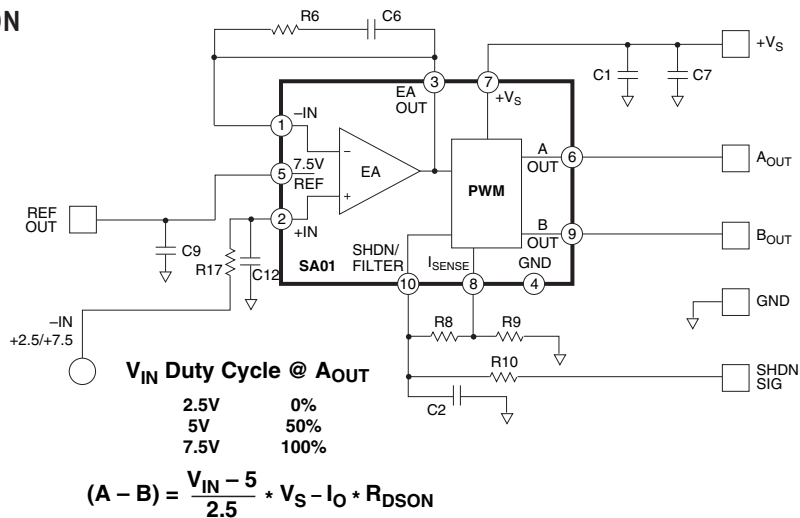 ON
R6
C6
+VS
C1
C7
3
EA
OUT
7
+VS
1
–IN
5
7.5V
REF
EA
–
+
A
OUT
6
AOUT
PWM
REF
OUT
2
+IN
B
OUT
9
BOUT
C9
R17
C12
SA01
SHDN/
FILTER
ISENSE
GND
10
8
4
GND
–IN
+2.5/+7.5
R8
R9
R10
SHDN
SIG
C2
VIN Duty Cycle @ AOUT
2.5V 0%
5V 50%
7.5V 100%
(A – B) = VIN – 5 / 2.5 * VS – IO * RDSON